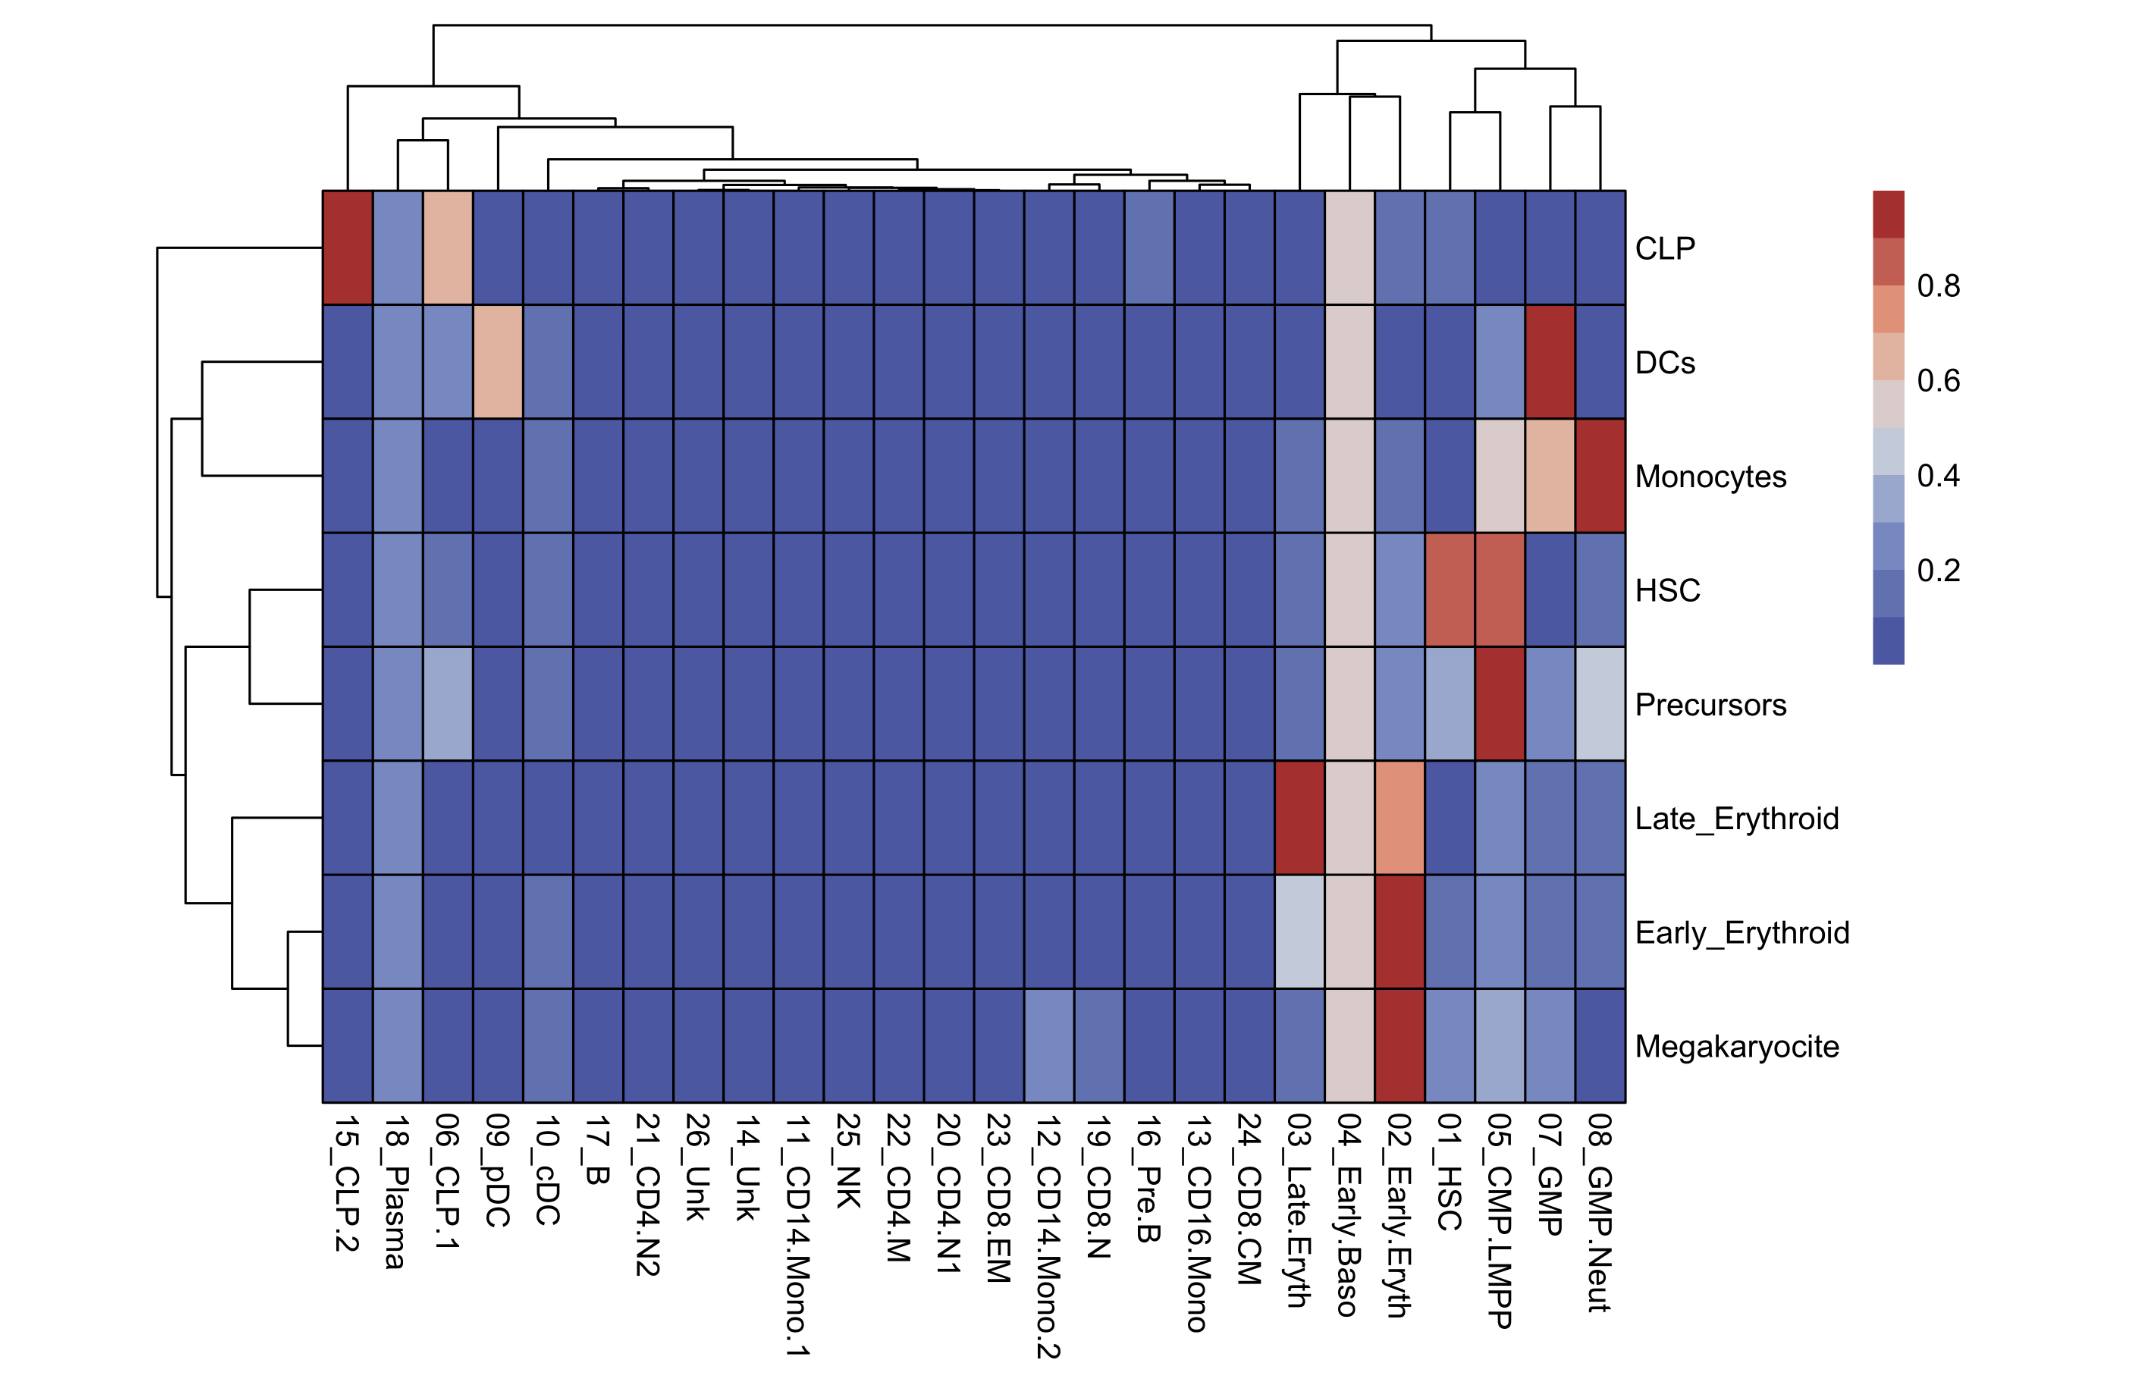 CLP
DCs
Monocytes
HSC
Precursors
Late_Erythroid
Early_Erythroid
Megakaryocite
0.8
0.6
0.4
0.2
15_CLP.2
18_Plasma
06_CLP.1
09_pDC
10_cDC
17_B
21_CD4.N2
26_Unk
14_Unk
11_CD14.Mono.1
25_NK
22_CD4.M
20_CD4.N1
23_CD8.EM
12_CD14.Mono.2
19_CD8.N
16_Pre.B
13_CD16.Mono
24_CD8.CM
03_Late.Eryth
04_Early.Baso
02_Early.Eryth
01_HSC
05_CMP.LMPP
07_GMP
08_GMP.Neut